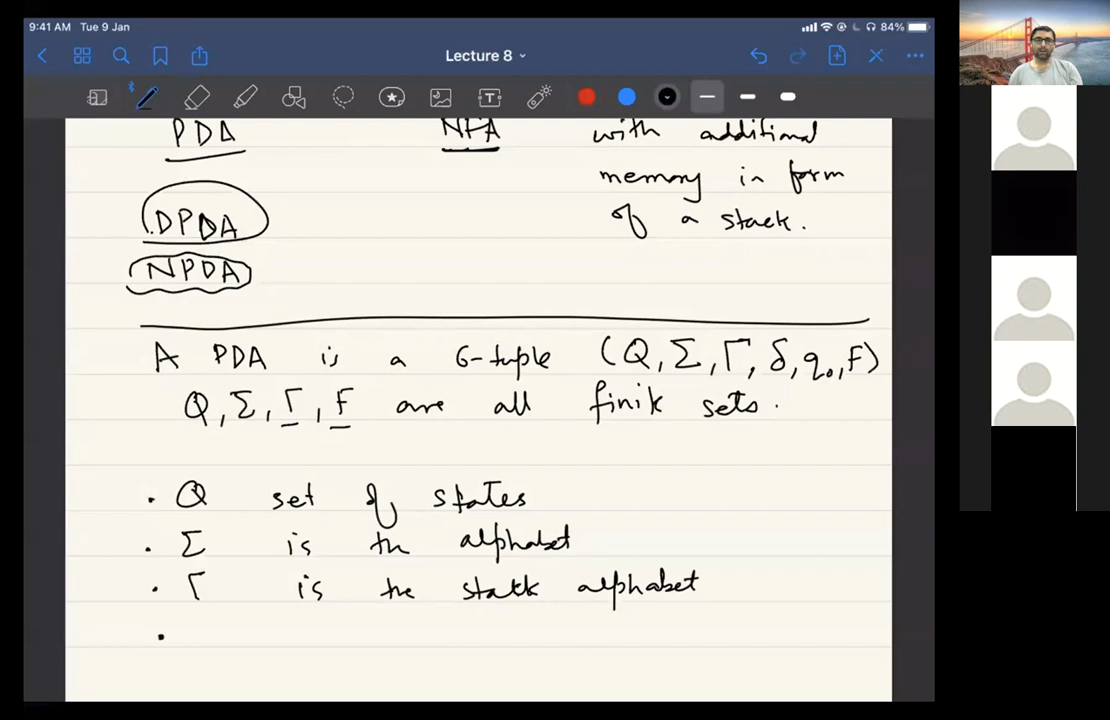 9:41 AM Tue 9 Jan
84%
Lecture 8
PDA NFA with additional
memory in form
of a stack.
DPDA
NPDA
A PDA is a 6-tuple (Q, Σ, Γ, δ, q₀, F)
Q, Σ, Γ, F are all finite sets.
• Q set of states
• Σ is the alphabet
• Γ is the stack alphabet
•